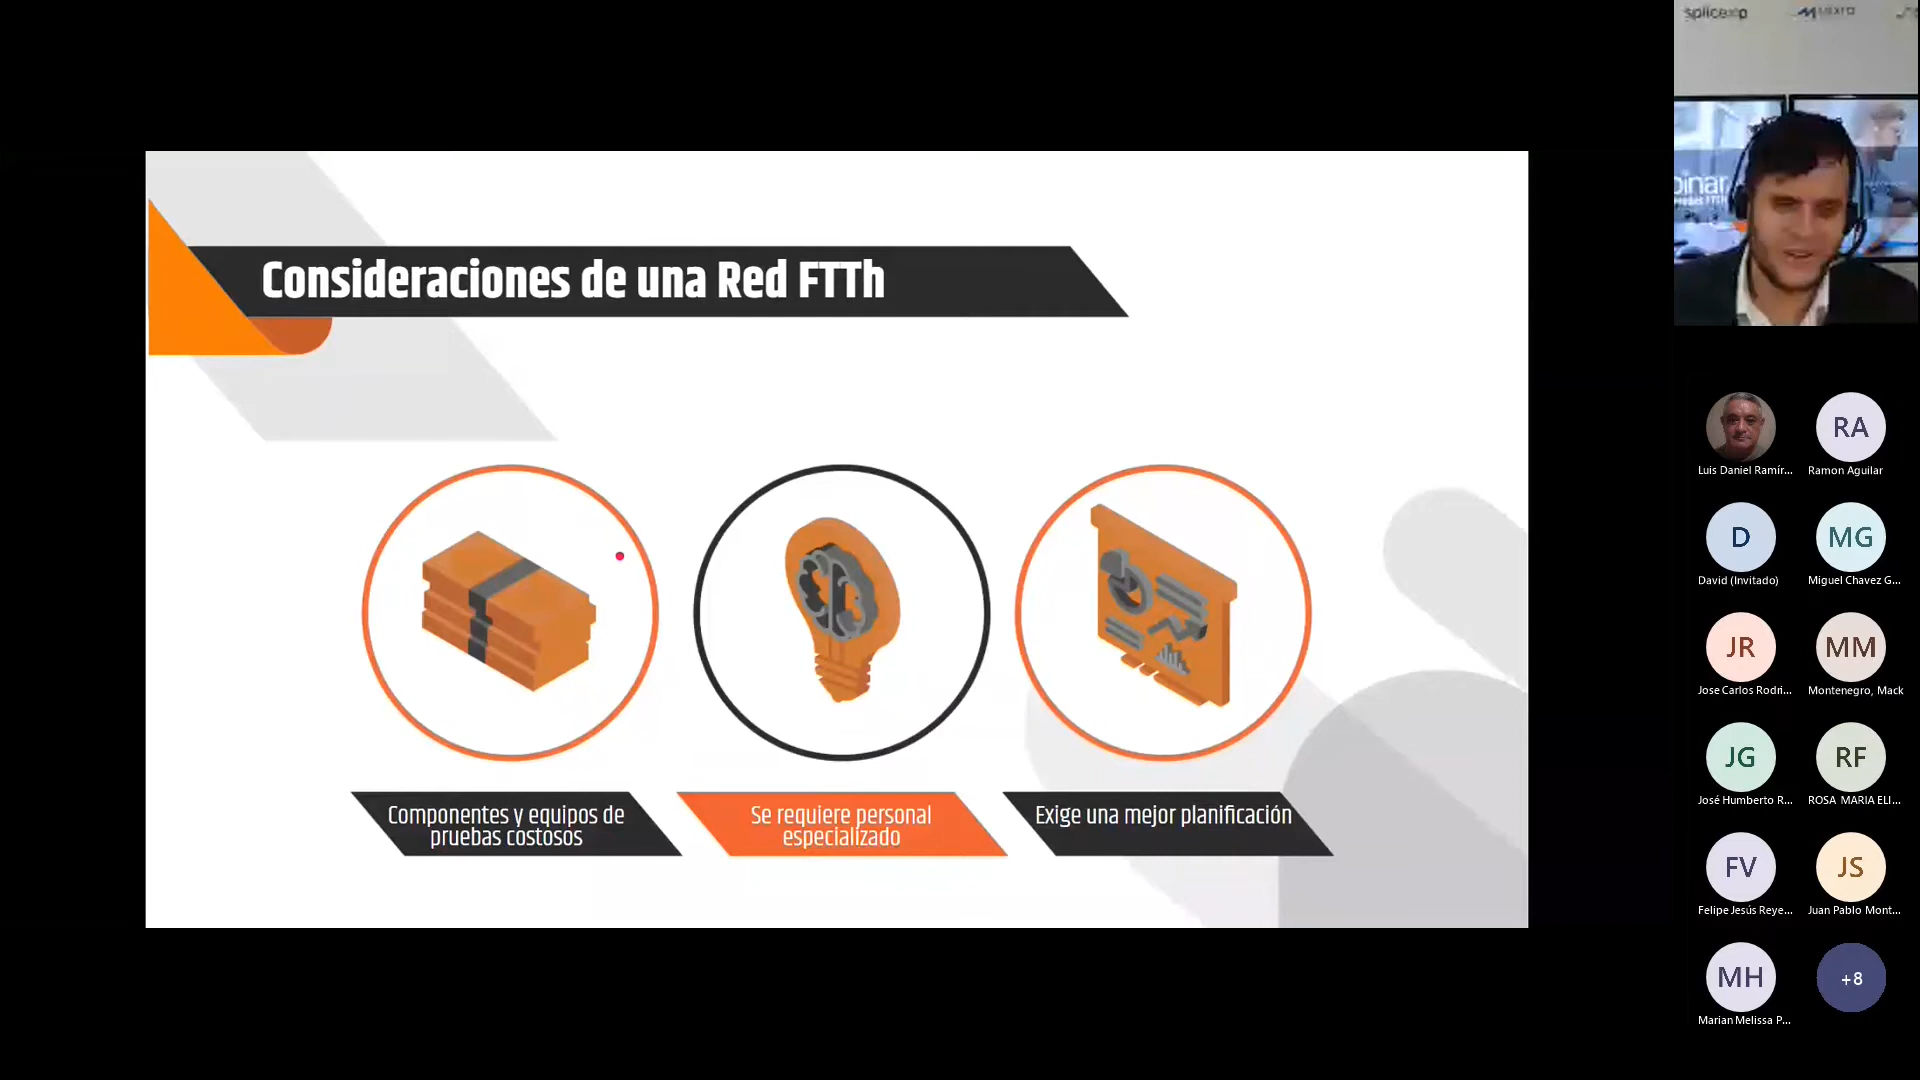 spliceup
Consideraciones de una Red FTTh
Componentes y equipos de
pruebas costosos
Se requiere personal
especializado
Exige una mejor planificación
Luis Daniel Ramír...
RA
Ramon Aguilar
D
David (Invitado)
MG
Miguel Chavez G...
JR
Jose Carlos Rodri...
MM
Montenegro, Mack
JG
José Humberto R...
RF
ROSA MARIA ELI...
FV
Felipe Jesús Reye...
JS
Juan Pablo Mont...
MH
Marian Melissa P...
+8